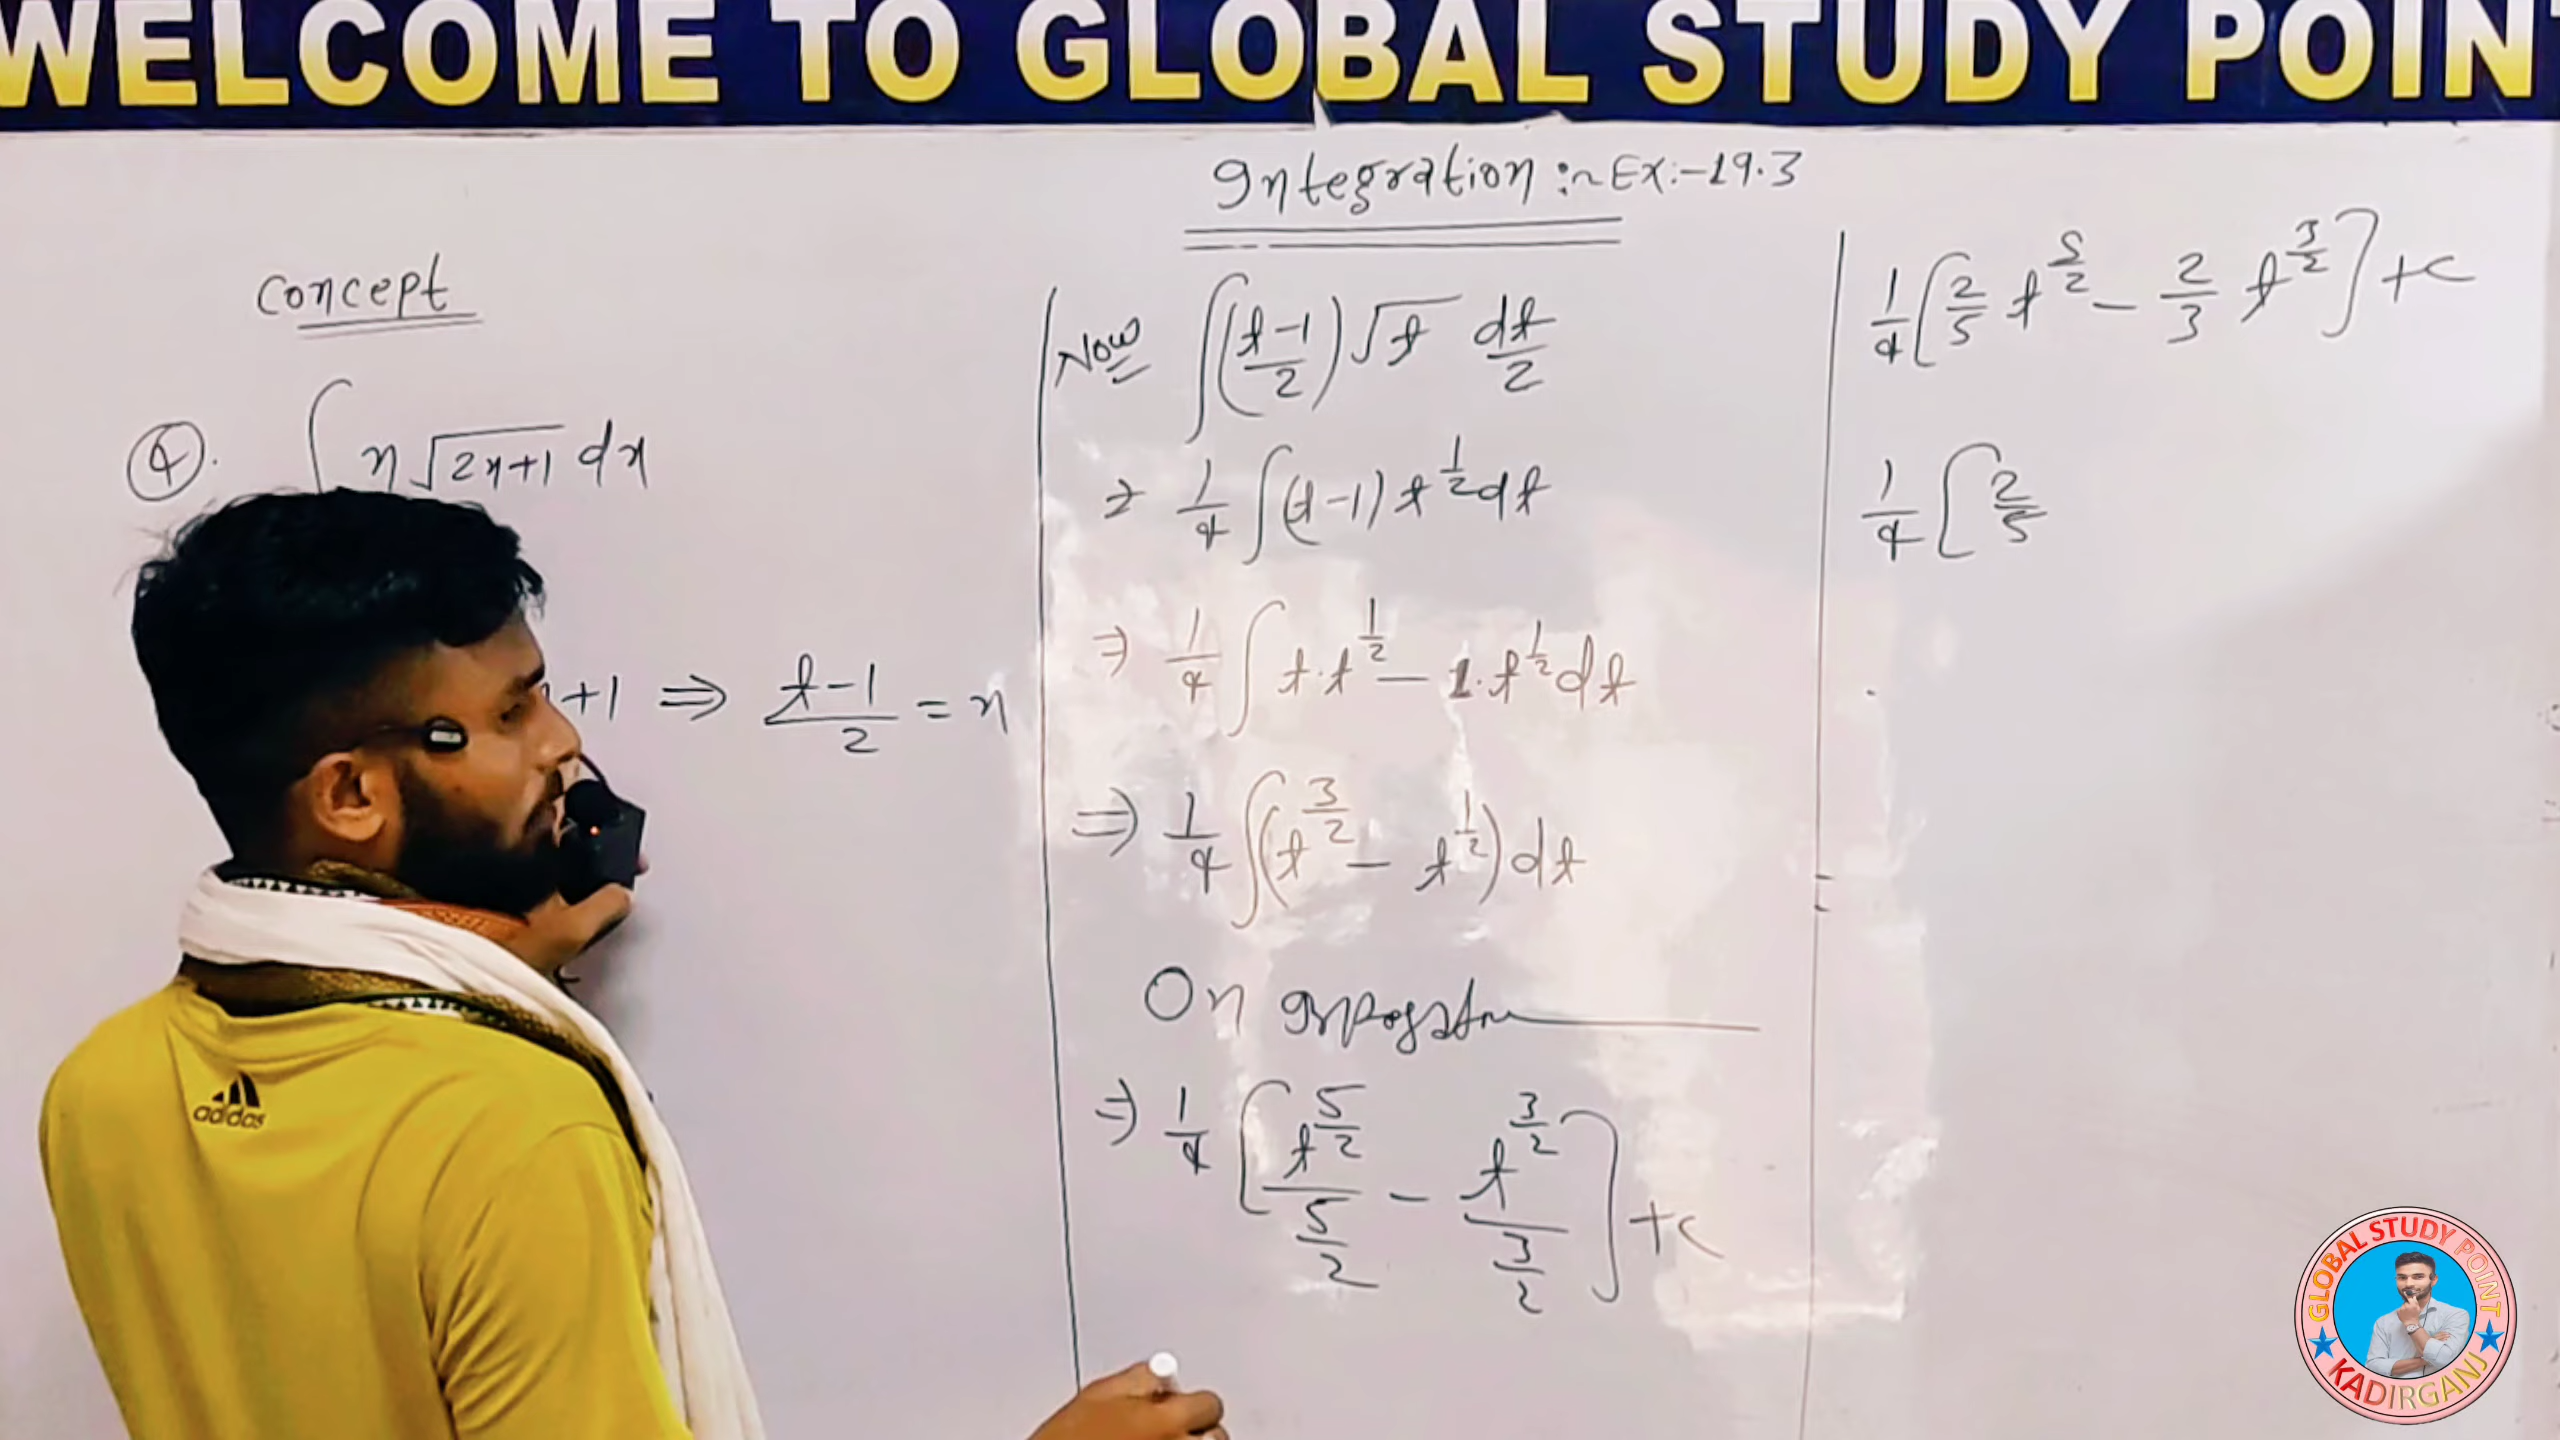 WELCOME TO GLOBAL STUDY POIN
Integration :~ Ex:-19.3
Concept
④. ∫ x √(2x+1) dx
+1 ⇒ (t-1)/2 = x
Now ∫ ((t-1)/2) √t dt/2
⇒ 1/4 ∫ (t-1) t^(1/2) dt
⇒ 1/4 ∫ t.t^(1/2) - 1.t^(1/2) dt
⇒ 1/4 ∫ (t^(3/2) - t^(1/2)) dt
On
⇒ 1/4 [ t^(5/2) / (5/2) - t^(3/2) / (3/2) ] + c
1/4 [ 2/5 t^(5/2) - 2/3 t^(3/2) ] + c
1/4 [ 2/5
adidas
GLOBAL STUDY POINT
KADIRGANJ